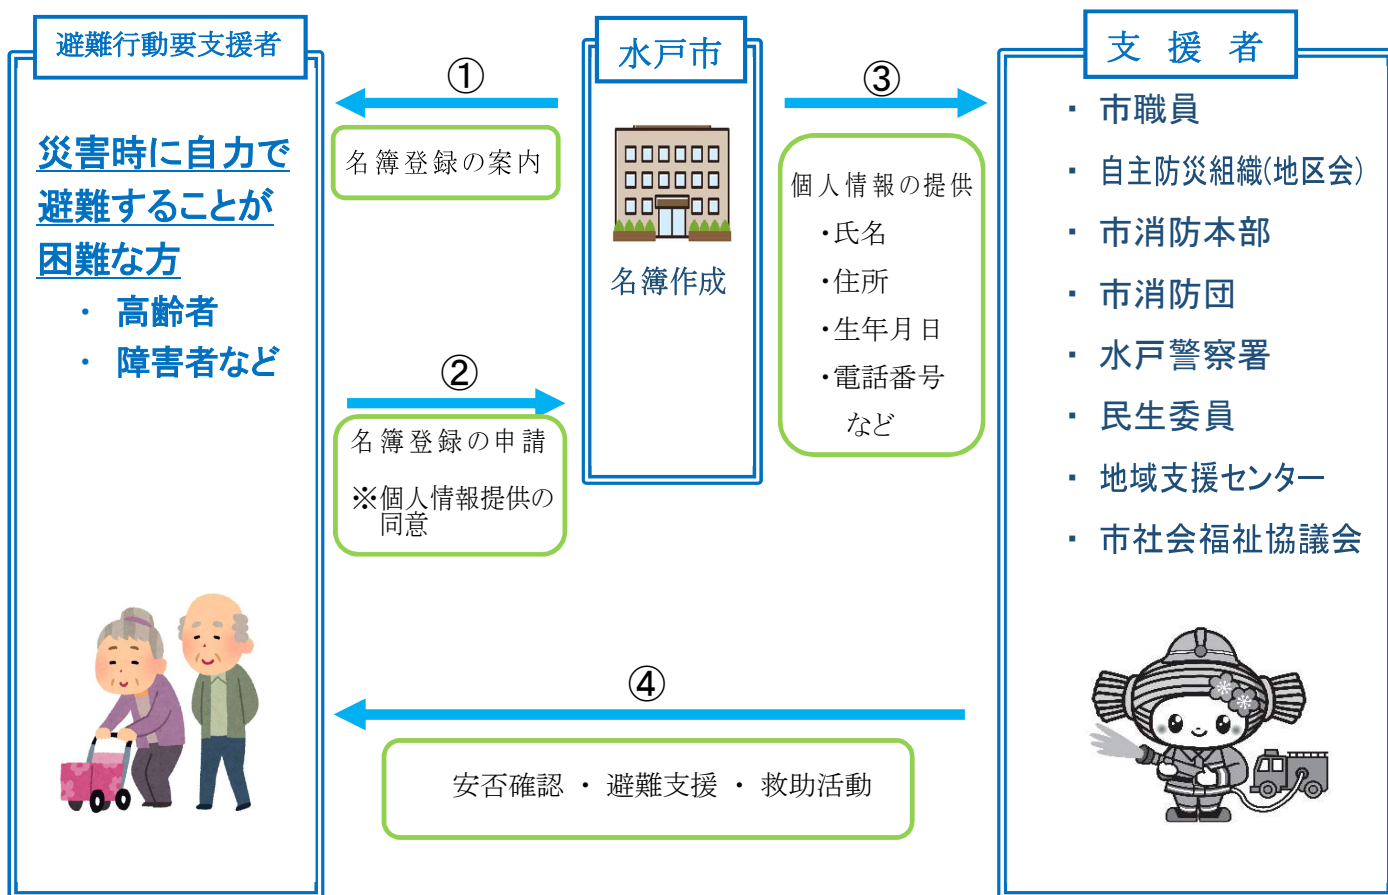 避難行動要支援者
災害時に自力で
避難することが
困難な方
・ 高齢者
・ 障害者など
①
名簿登録の案内
②
名簿登録の申請
※個人情報提供の
同意
水戸市
名簿作成
③
個人情報の提供
・氏名
・住所
・生年月日
・電話番号
など
支援者
・ 市職員
・ 自主防災組織(地区会)
・ 市消防本部
・ 市消防団
・ 水戸警察署
・ 民生委員
・ 地域支援センター
・ 市社会福祉協議会
④
安否確認 ・ 避難支援 ・ 救助活動